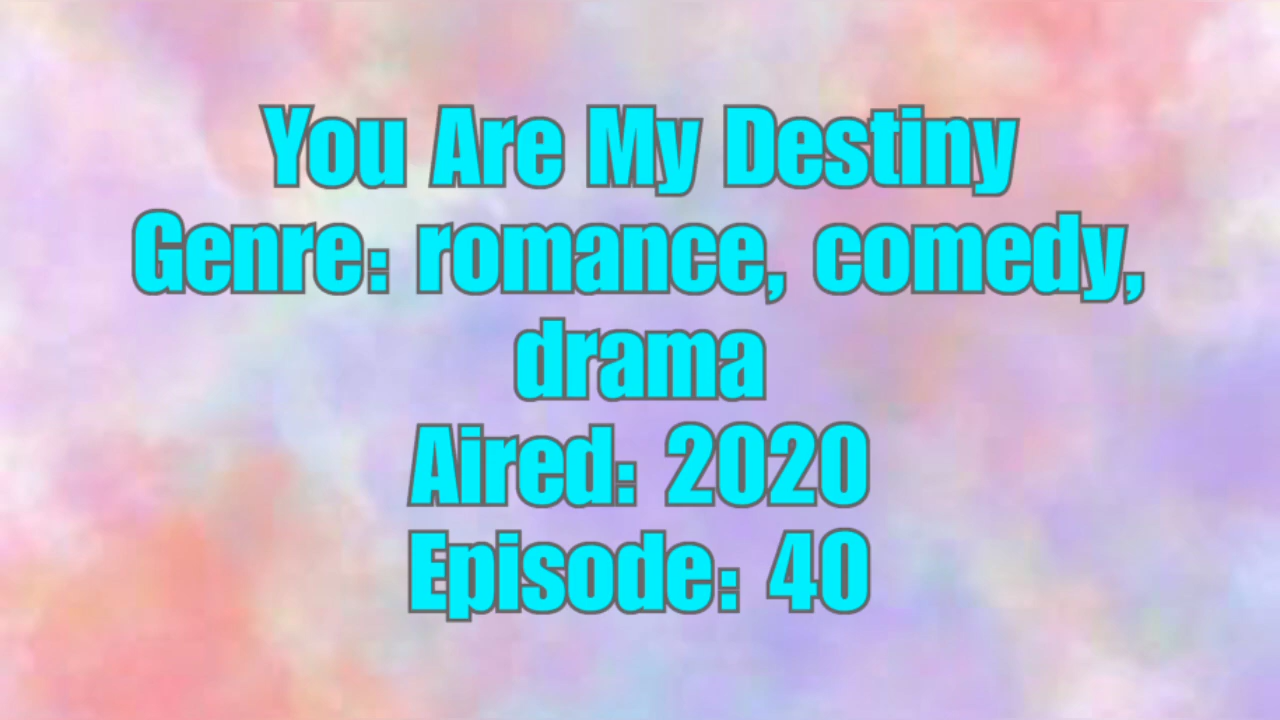 You Are My Destiny
Genre: romance, comedy,
drama
Aired: 2020
Episode: 40